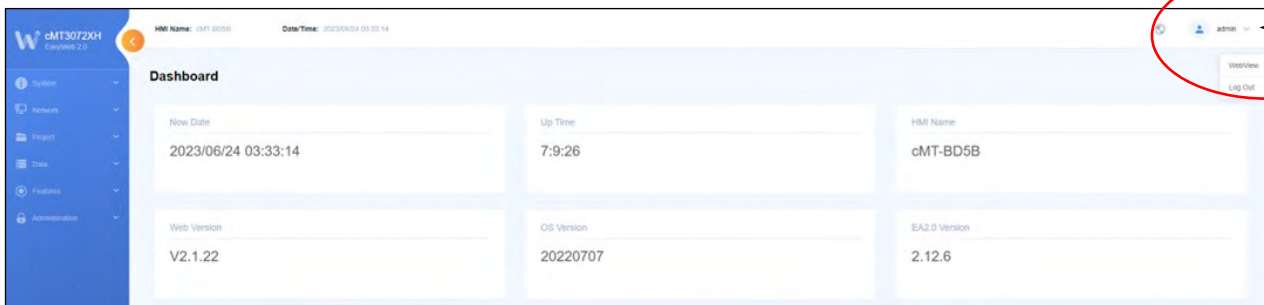 cMT3072XH
EasyWeb 2.0
HMI Name: cMT-BD5B Date/Time: 2023/06/24 03:33:14
admin
WebView
Log Out
System
Network
Project
Data
Features
Administration
Dashboard
Now Date
2023/06/24 03:33:14
Up Time
7:9:26
HMI Name
cMT-BD5B
Web Version
V2.1.22
OS Version
20220707
EA2.0 Version
2.12.6